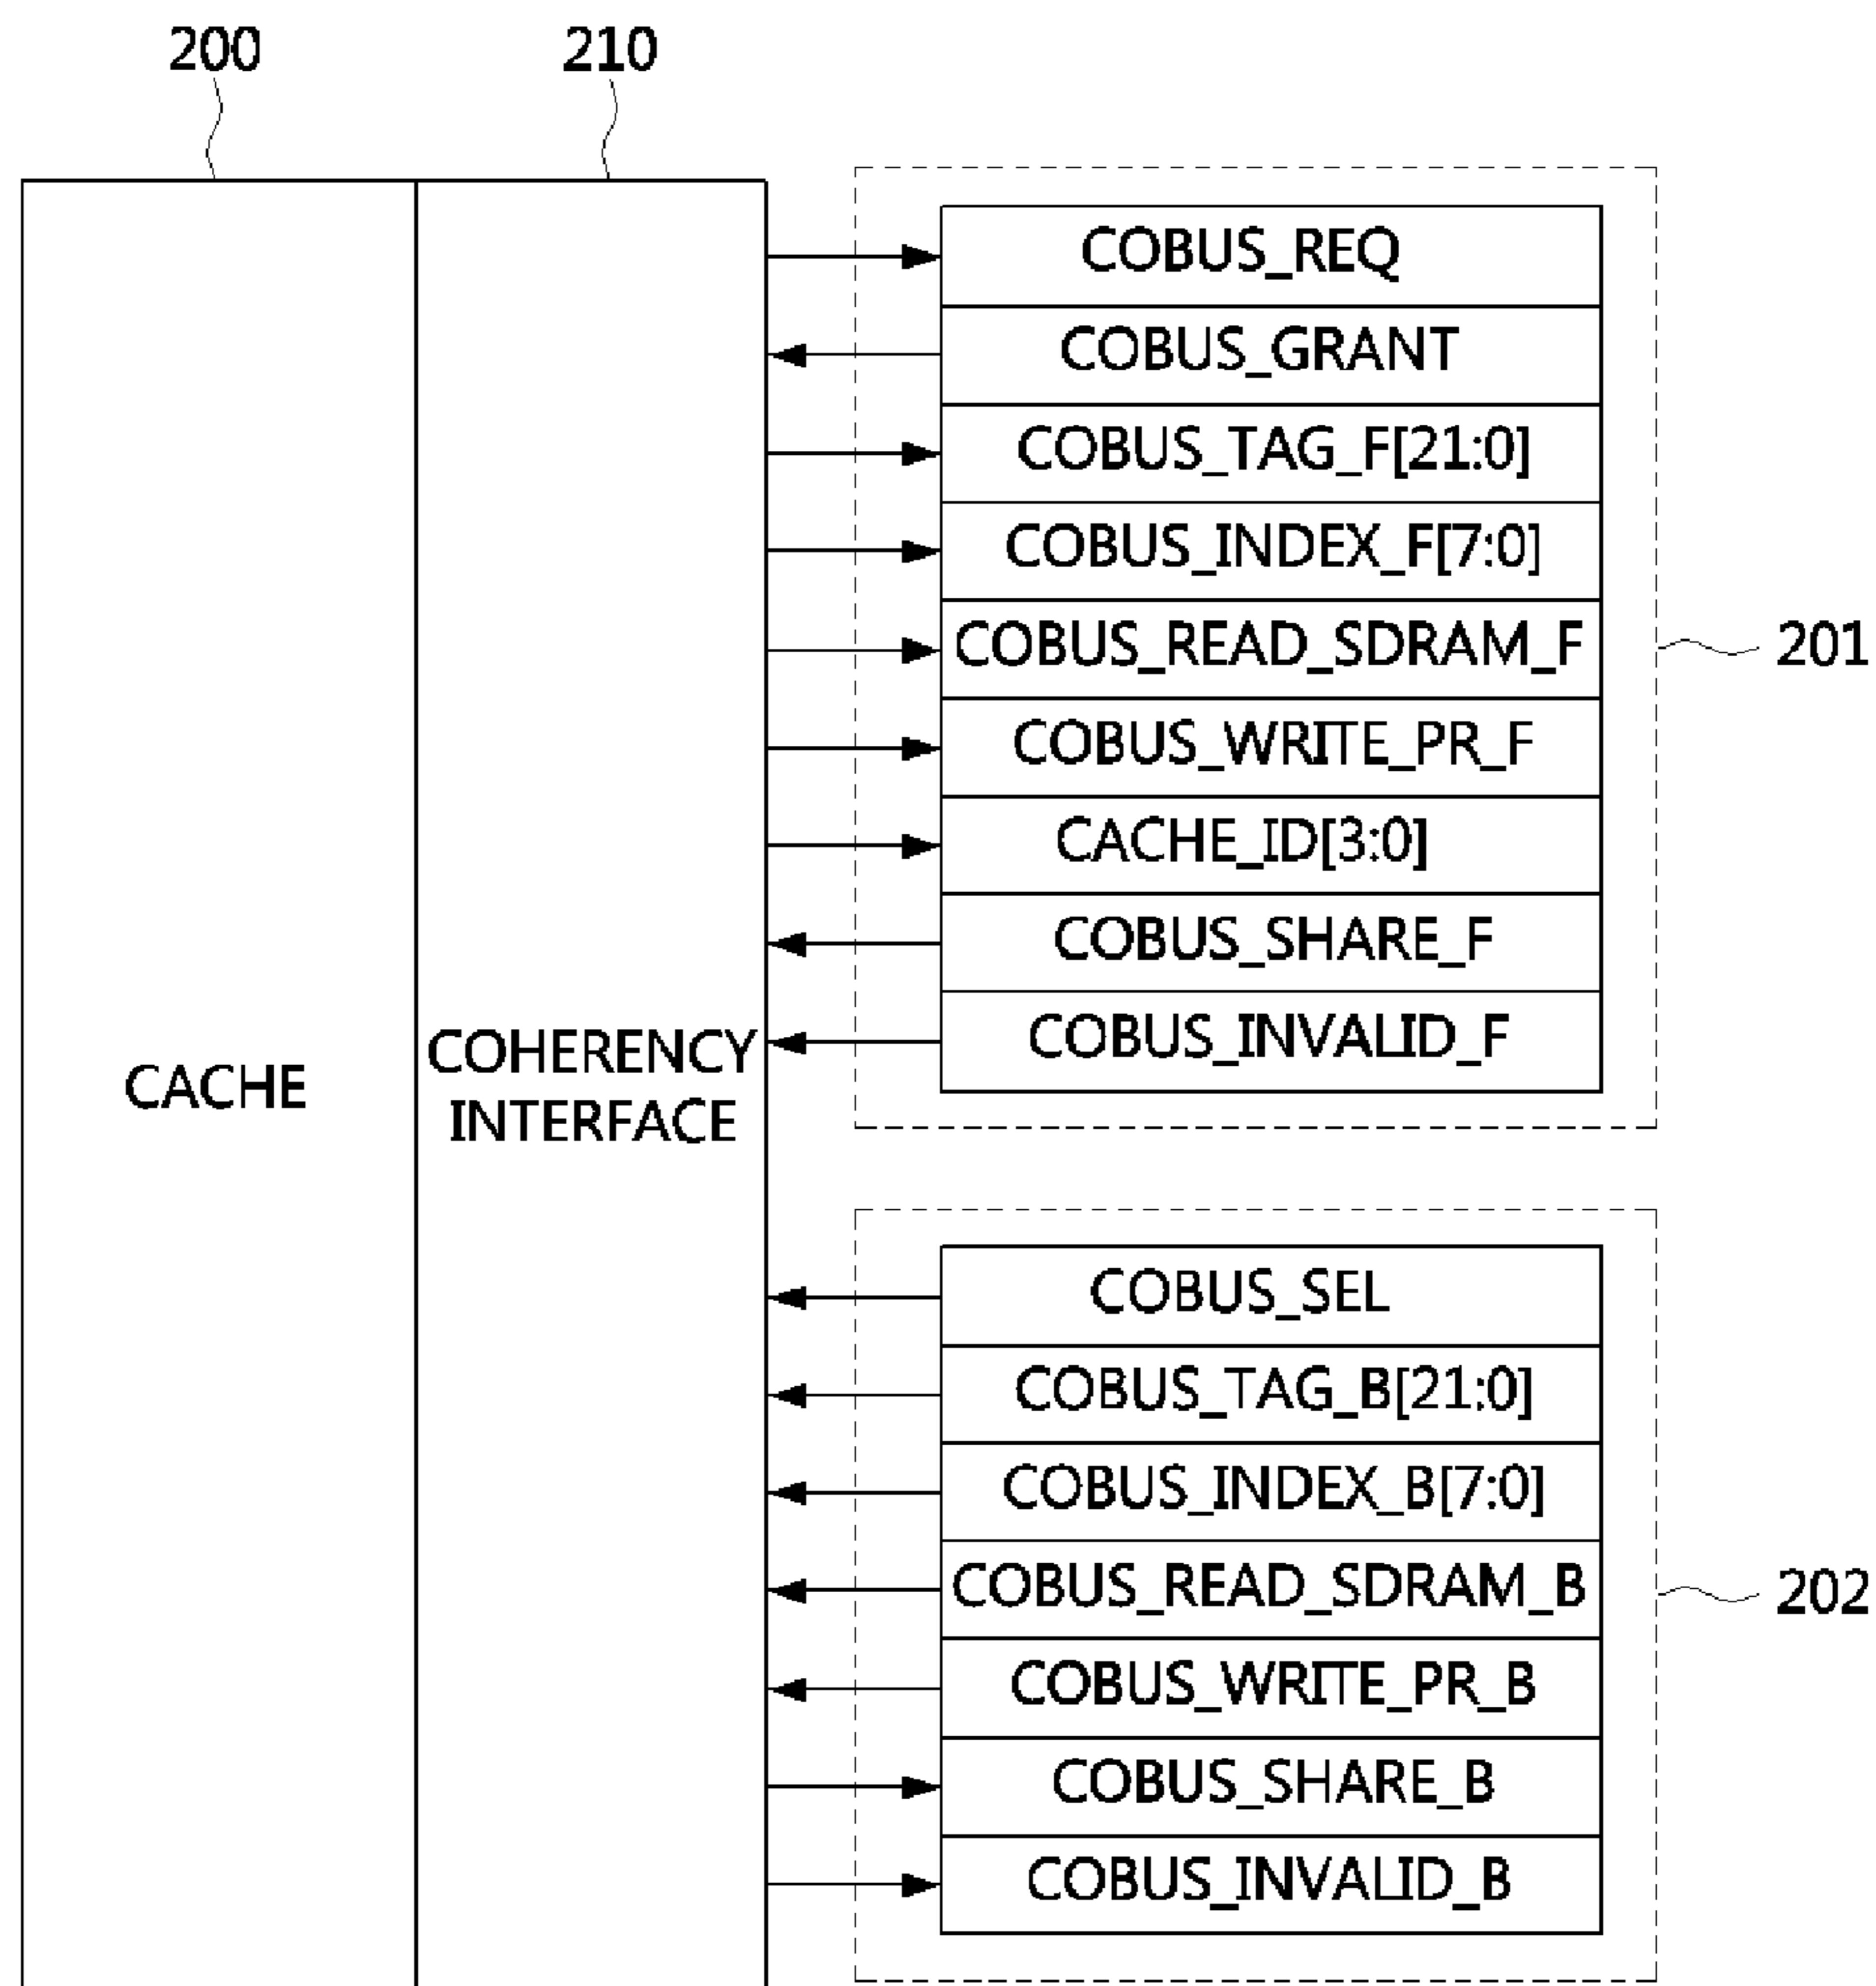 200
210
COBUS_REQ
COBUS_GRANT
COBUS_TAG_F[21:0]
COBUS_INDEX_F[7:0]
COBUS_READ_SDRAM_F
201
COBUS_WRITE_PR_F
CACHE_ID[3:0]
COBUS_SHARE_F
COBUS_INVALID_F
CACHE
COHERENCY
INTERFACE
COBUS_SEL
COBUS_TAG_B[21:0]
COBUS_INDEX_B[7:0]
COBUS_READ_SDRAM_B
202
COBUS_WRITE_PR_B
COBUS_SHARE_B
COBUS_INVALID_B